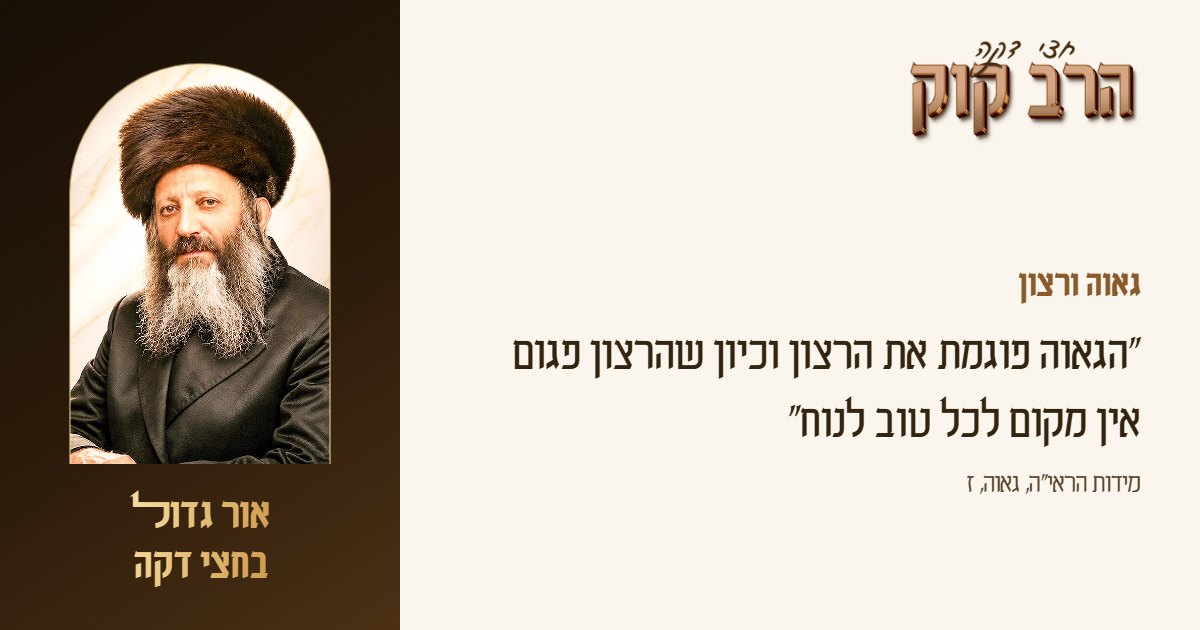 חצי דקה
הרב קוק
גאוה ורצון
"הגאוה פוגמת את הרצון וכיון שהרצון פגום
אין מקום לכל טוב לנוח"
מידות הראי"ה, גאוה, ז
אור גדול
בחצי דקה